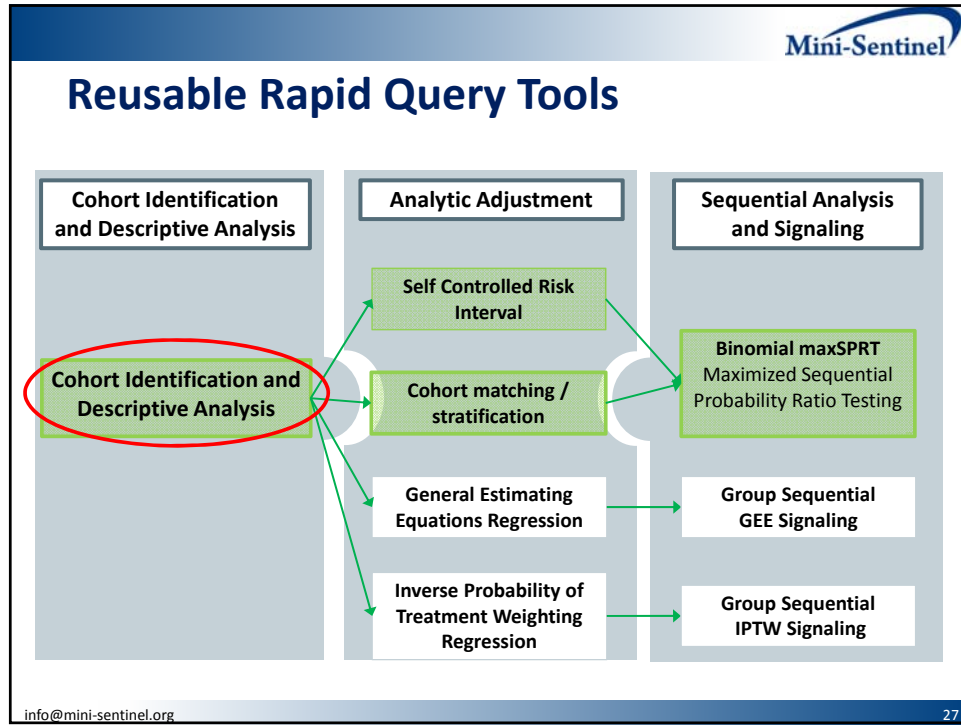 Mini-Sentinel
Reusable Rapid Query Tools
Cohort Identification
and Descriptive Analysis
Analytic Adjustment
Sequential Analysis
and Signaling
Self Controlled Risk
Interval
Binomial maxSPRT
Maximized Sequential
Probability Ratio Testing
Cohort Identification and
Descriptive Analysis
Cohort matching /
stratification
General Estimating
Equations Regression
Group Sequential
GEE Signaling
Inverse Probability of
Treatment Weighting
Regression
Group Sequential
IPTW Signaling
info@mini-sentinel.org
27